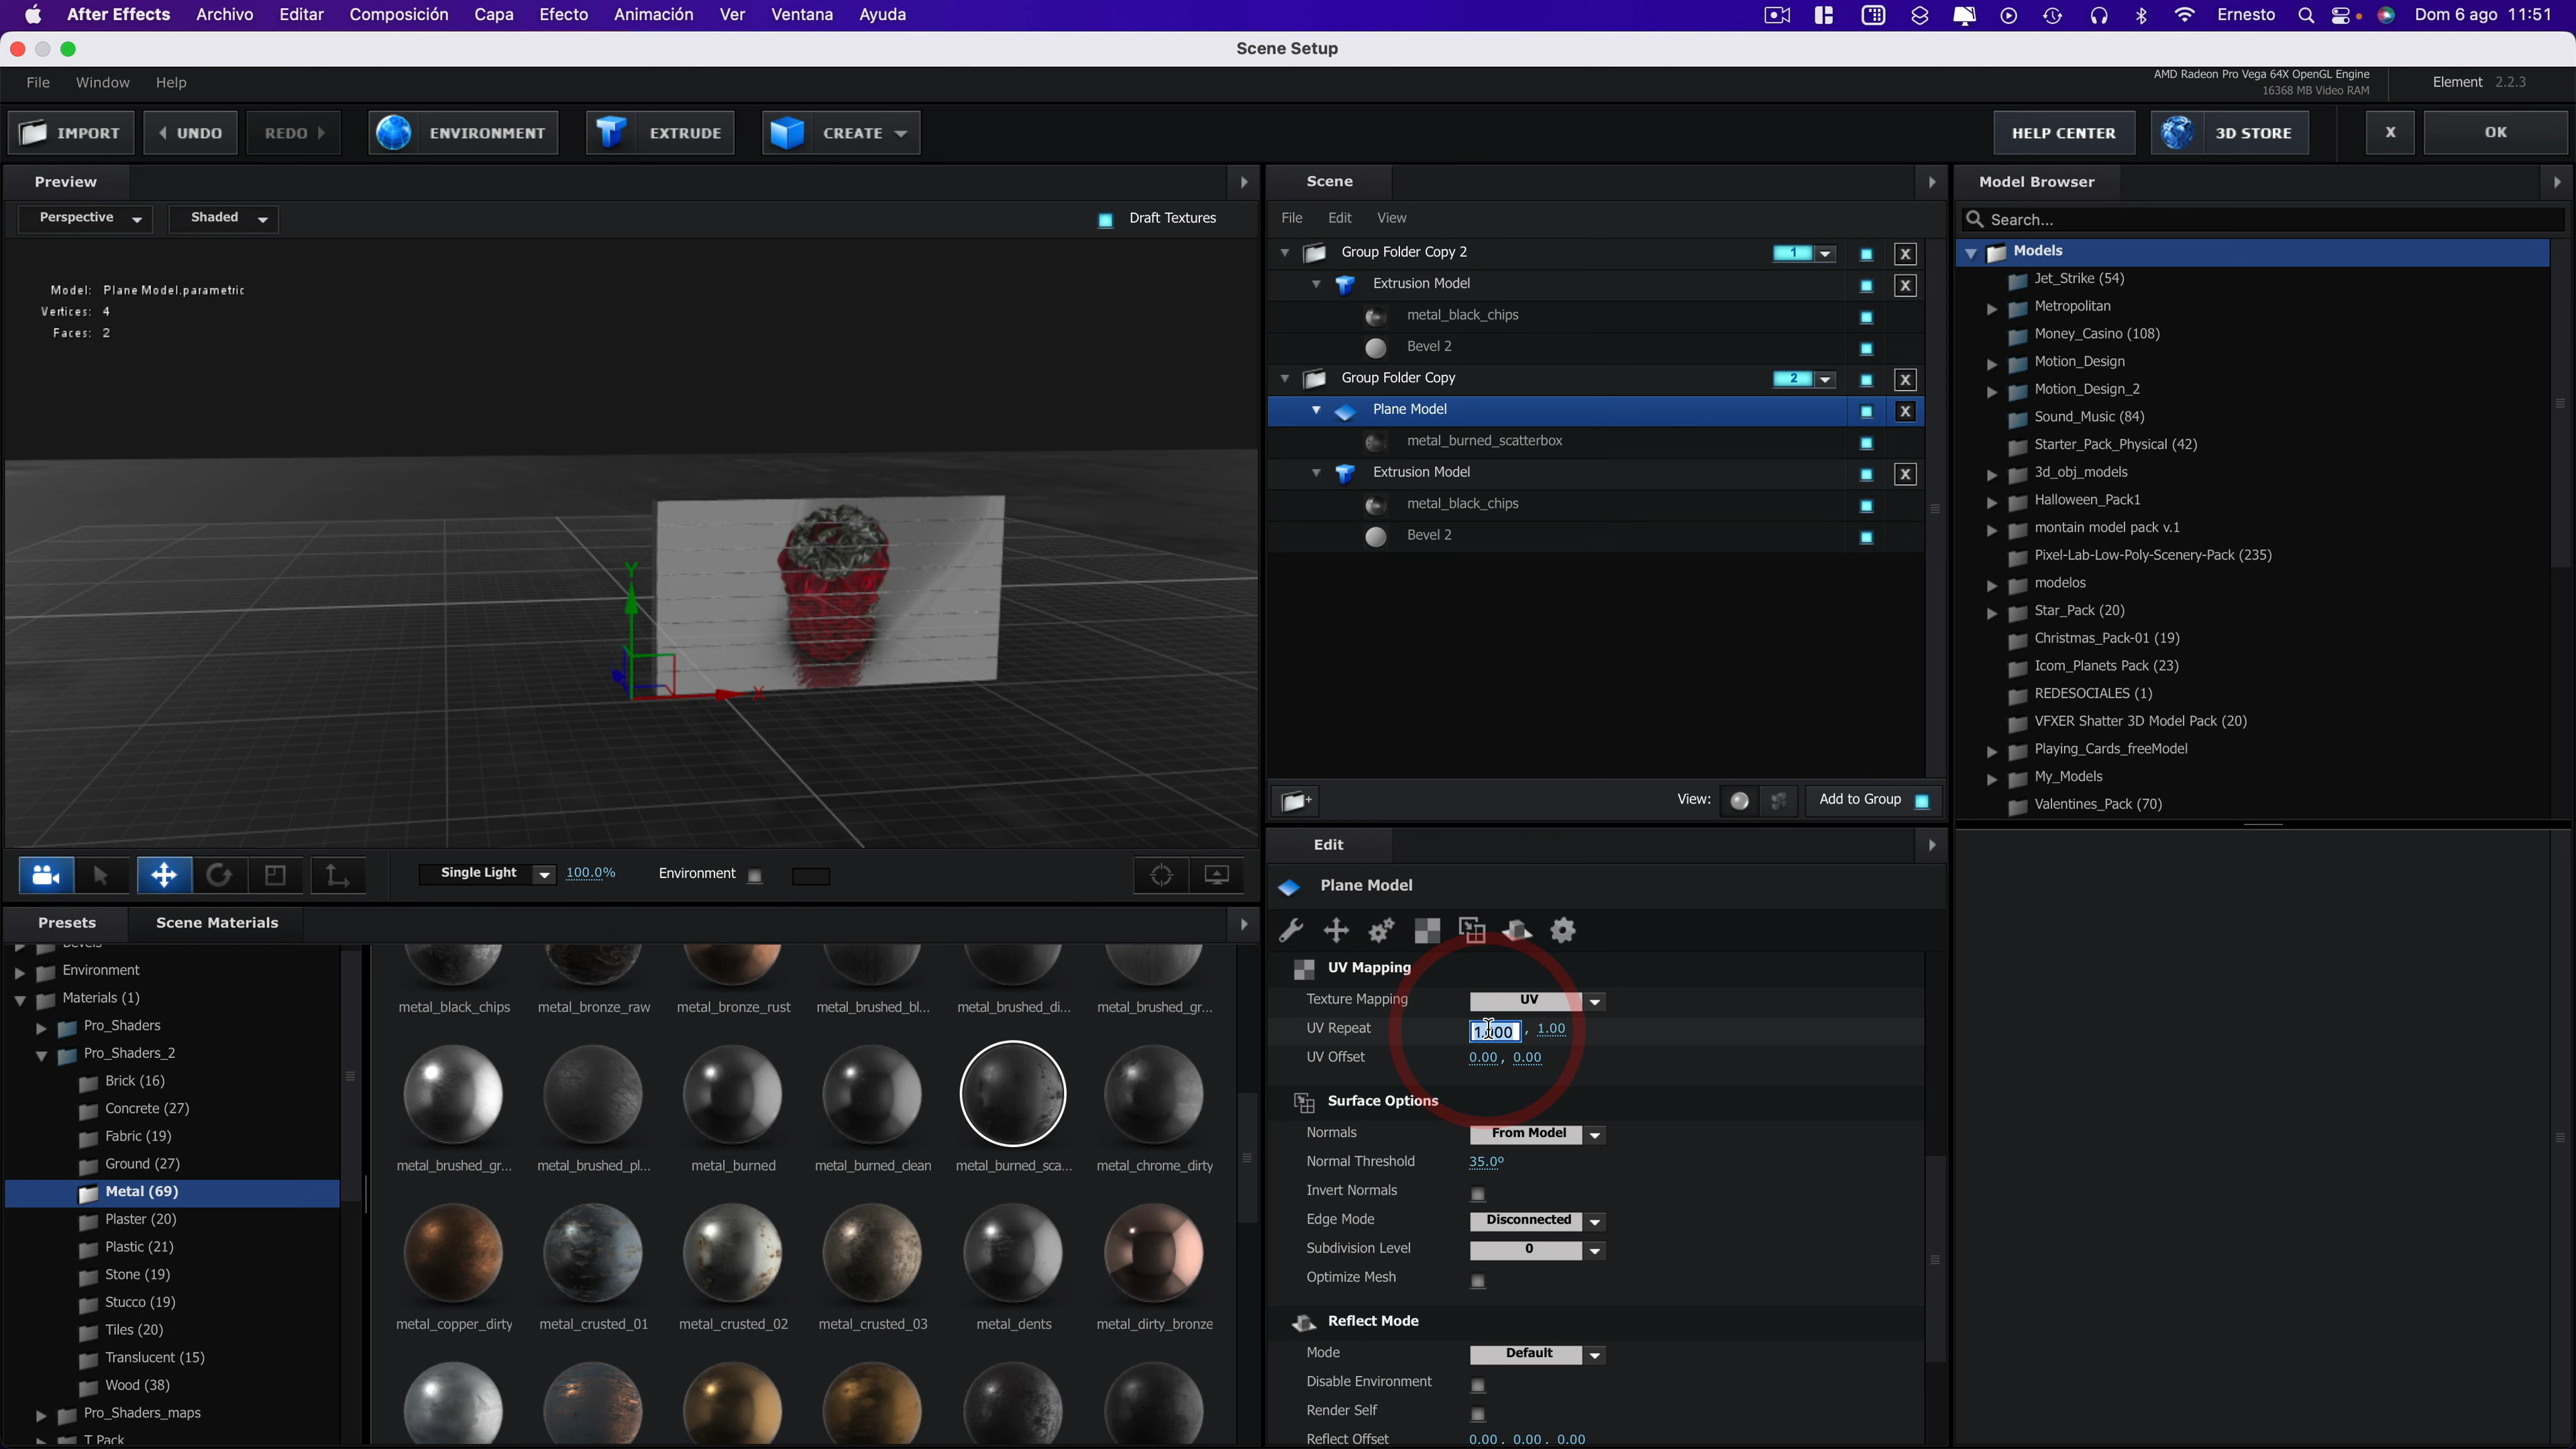 After Effects Archivo Editar Composición Capa Efecto Animación Ver Ventana Ayuda Ernesto Dom 6 ago 11:51
Scene Setup
File Window Help AMD Radeon Pro Vega 64X OpenGL Engine
16368 MB Video RAM Element 2.2.3
IMPORT UNDO REDO ENVIRONMENT EXTRUDE CREATE HELP CENTER 3D STORE X OK
Preview
Perspective Shaded Draft Textures
Model: Plane Model.parametric
Vertices: 4
Faces: 2
Y
X
Single Light 100.0% Environment
Scene
File Edit View
Group Folder Copy 2 1 X
Extrusion Model X
metal_black_chips
Bevel 2
Group Folder Copy 2 X
Plane Model X
metal_burned_scatterbox
Extrusion Model X
metal_black_chips
Bevel 2
View: Add to Group
Model Browser
Search...
Models
Jet_Strike (54)
Metropolitan
Money_Casino (108)
Motion_Design
Motion_Design_2
Sound_Music (84)
Starter_Pack_Physical (42)
3d_obj_models
Halloween_Pack1
montain model pack v.1
Pixel-Lab-Low-Poly-Scenery-Pack (235)
modelos
Star_Pack (20)
Christmas_Pack-01 (19)
Icom_Planets Pack (23)
REDESOCIALES (1)
VFXER Shatter 3D Model Pack (20)
Playing_Cards_freeModel
My_Models
Valentines_Pack (70)
Presets Scene Materials
Bevels
Environment
Materials (1)
Pro_Shaders
Pro_Shaders_2
Brick (16)
Concrete (27)
Fabric (19)
Ground (27)
Metal (69)
Plaster (20)
Plastic (21)
Stone (19)
Stucco (19)
Tiles (20)
Translucent (15)
Wood (38)
Pro_Shaders_maps
T Pack
metal_black_chips metal_bronze_raw metal_bronze_rust metal_brushed_bl... metal_brushed_di... metal_brushed_gr...
metal_brushed_gr... metal_brushed_pl... metal_burned metal_burned_clean metal_burned_sca... metal_chrome_dirty
metal_copper_dirty metal_crusted_01 metal_crusted_02 metal_crusted_03 metal_dents metal_dirty_bronze
Edit
Plane Model
UV Mapping
Texture Mapping UV
UV Repeat 1.000 , 1.00
UV Offset 0.00 , 0.00
Surface Options
Normals From Model
Normal Threshold 35.0º
Invert Normals
Edge Mode Disconnected
Subdivision Level 0
Optimize Mesh
Reflect Mode
Mode Default
Disable Environment
Render Self
Reflect Offset 0.00 , 0.00 , 0.00